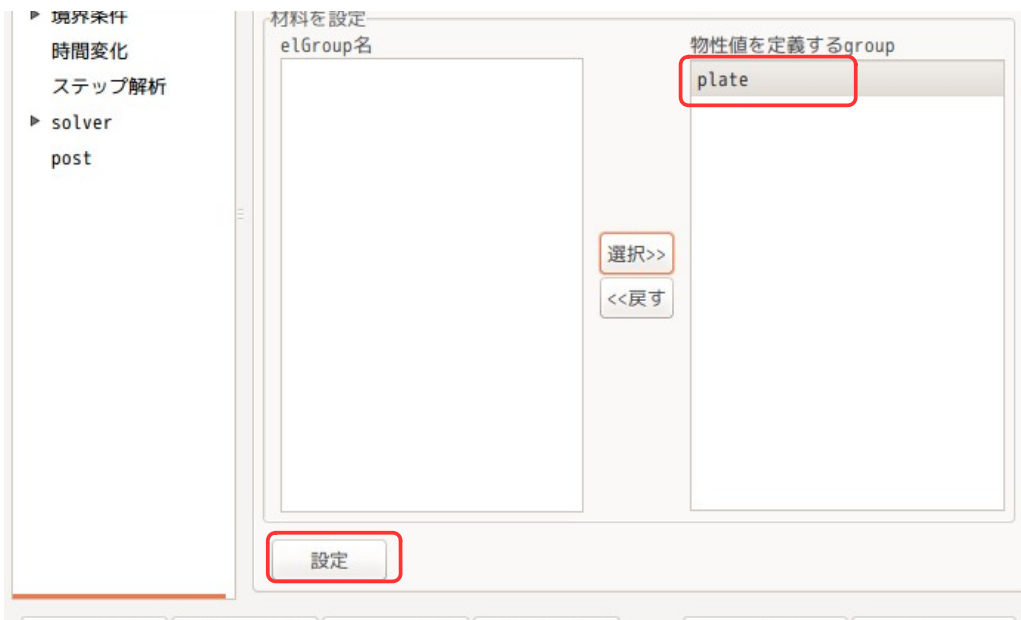 境界条件
時間変化
ステップ解析
solver
post
材料を設定
elGroup名
物性値を定義するgroup
plate
選択>>
<<戻す
設定